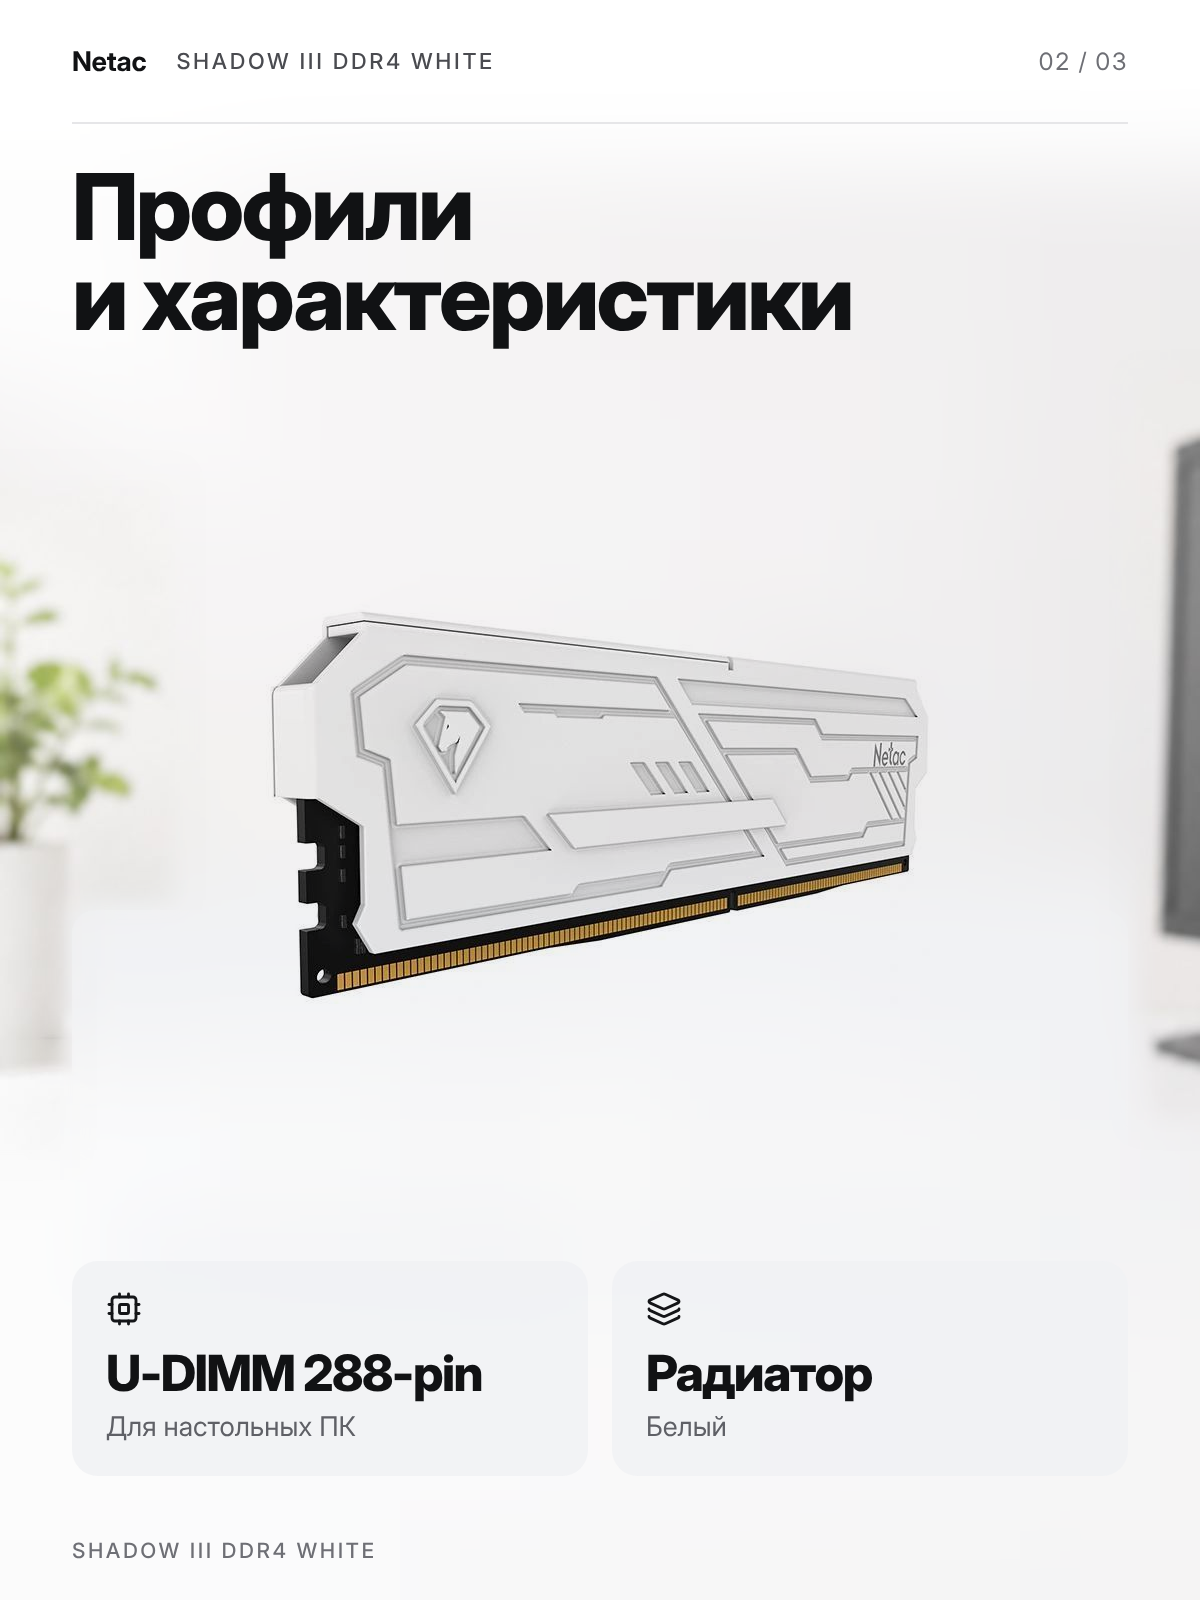 Netac SHADOW III DDR4 WHITE 02 / 03
Профили
и характеристики
Netac
U-DIMM 288-pin
Для настольных ПК
Радиатор
Белый
SHADOW III DDR4 WHITE